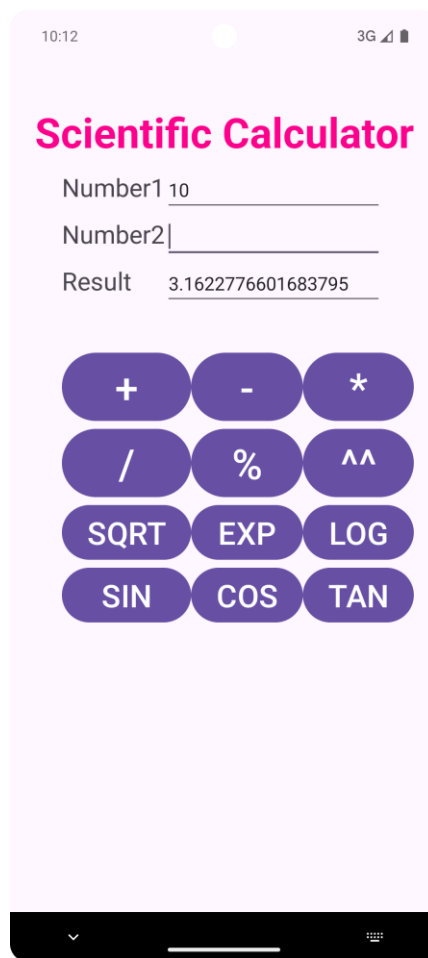 10:12 3G
Scientific Calculator
Number1 10
Number2
Result 3.1622776601683795
+ - *
/ % ^^
SQRT EXP LOG
SIN COS TAN